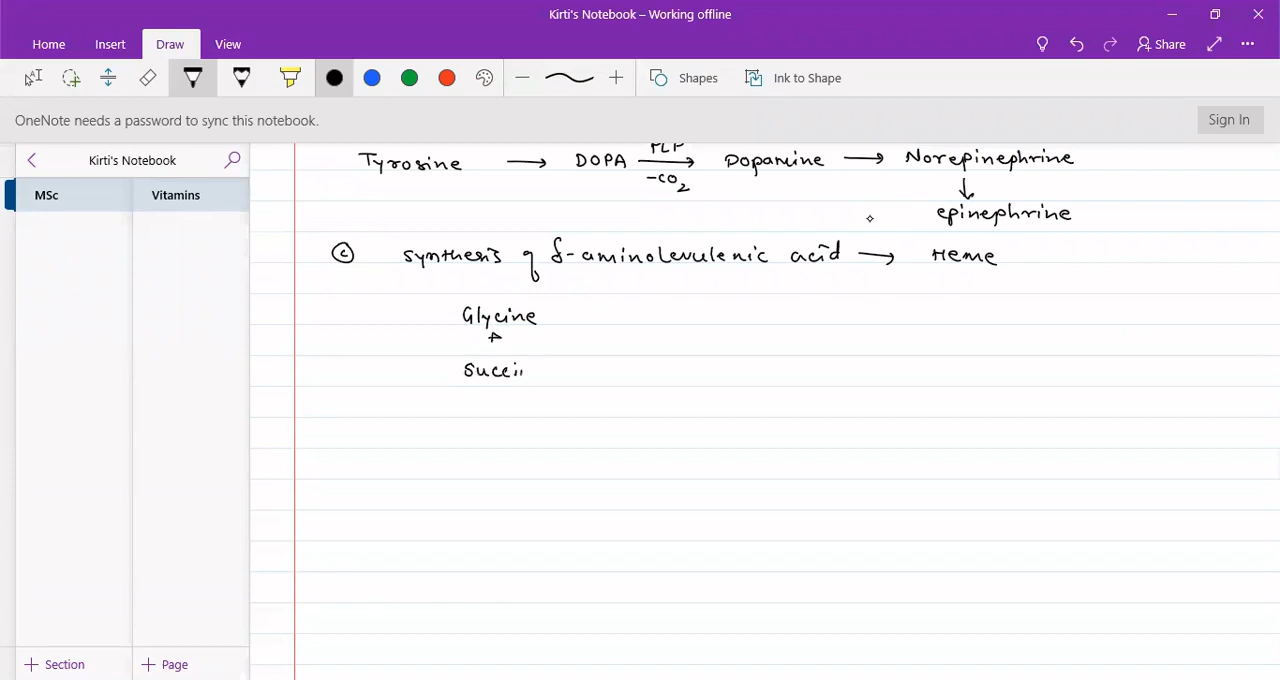 Kirti's Notebook – Working offline
Home Insert Draw View Share
Shapes Ink to Shape
OneNote needs a password to sync this notebook. Sign In
Kirti's Notebook
MSc Vitamins
PLP
Tyrosine → DOPA → Dopamine → Norepinephrine
-CO2
↓
epinephrine
© synthesis of δ-aminolevulenic acid → Heme
Glycine
+
Succin
+ Section + Page